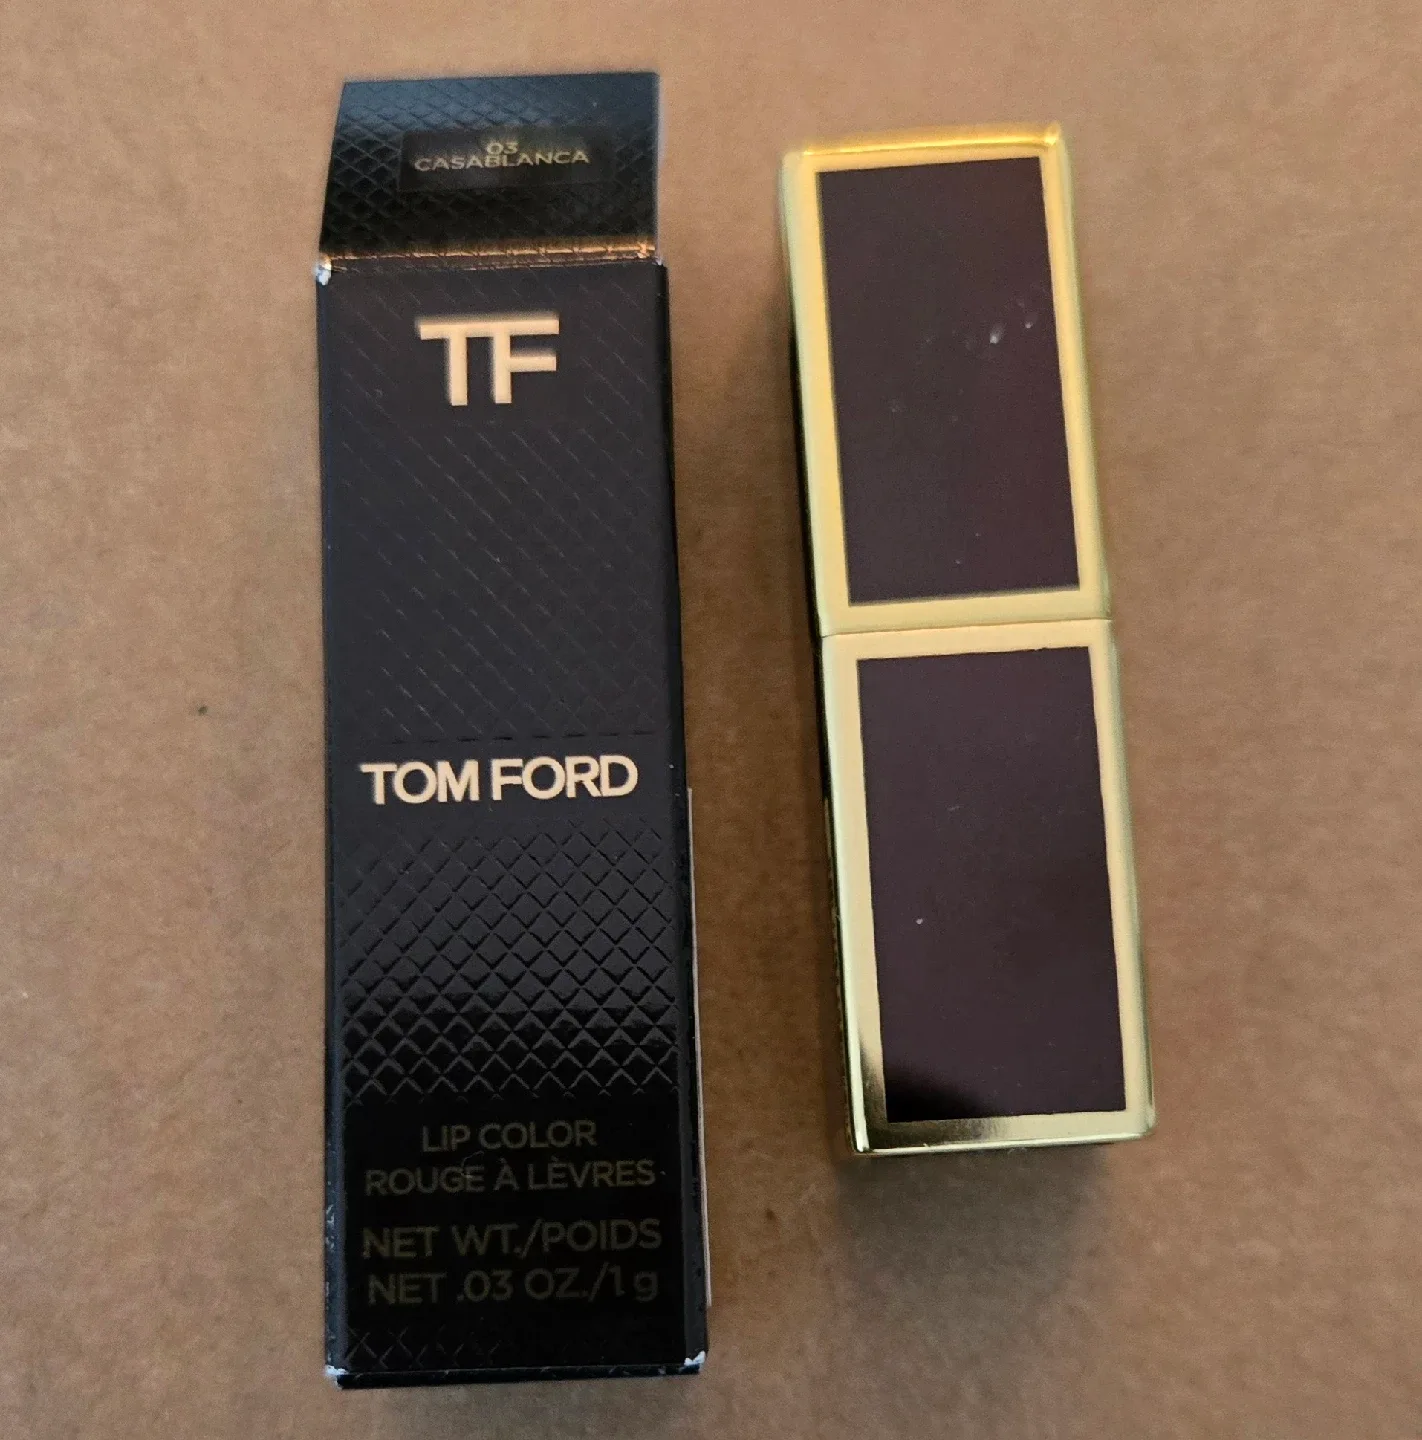 03
CASABLANCA
TF
TOM FORD
LIP COLOR
ROUGE À LÈVRES
NET WT./POIDS
NET .03 OZ./1 g